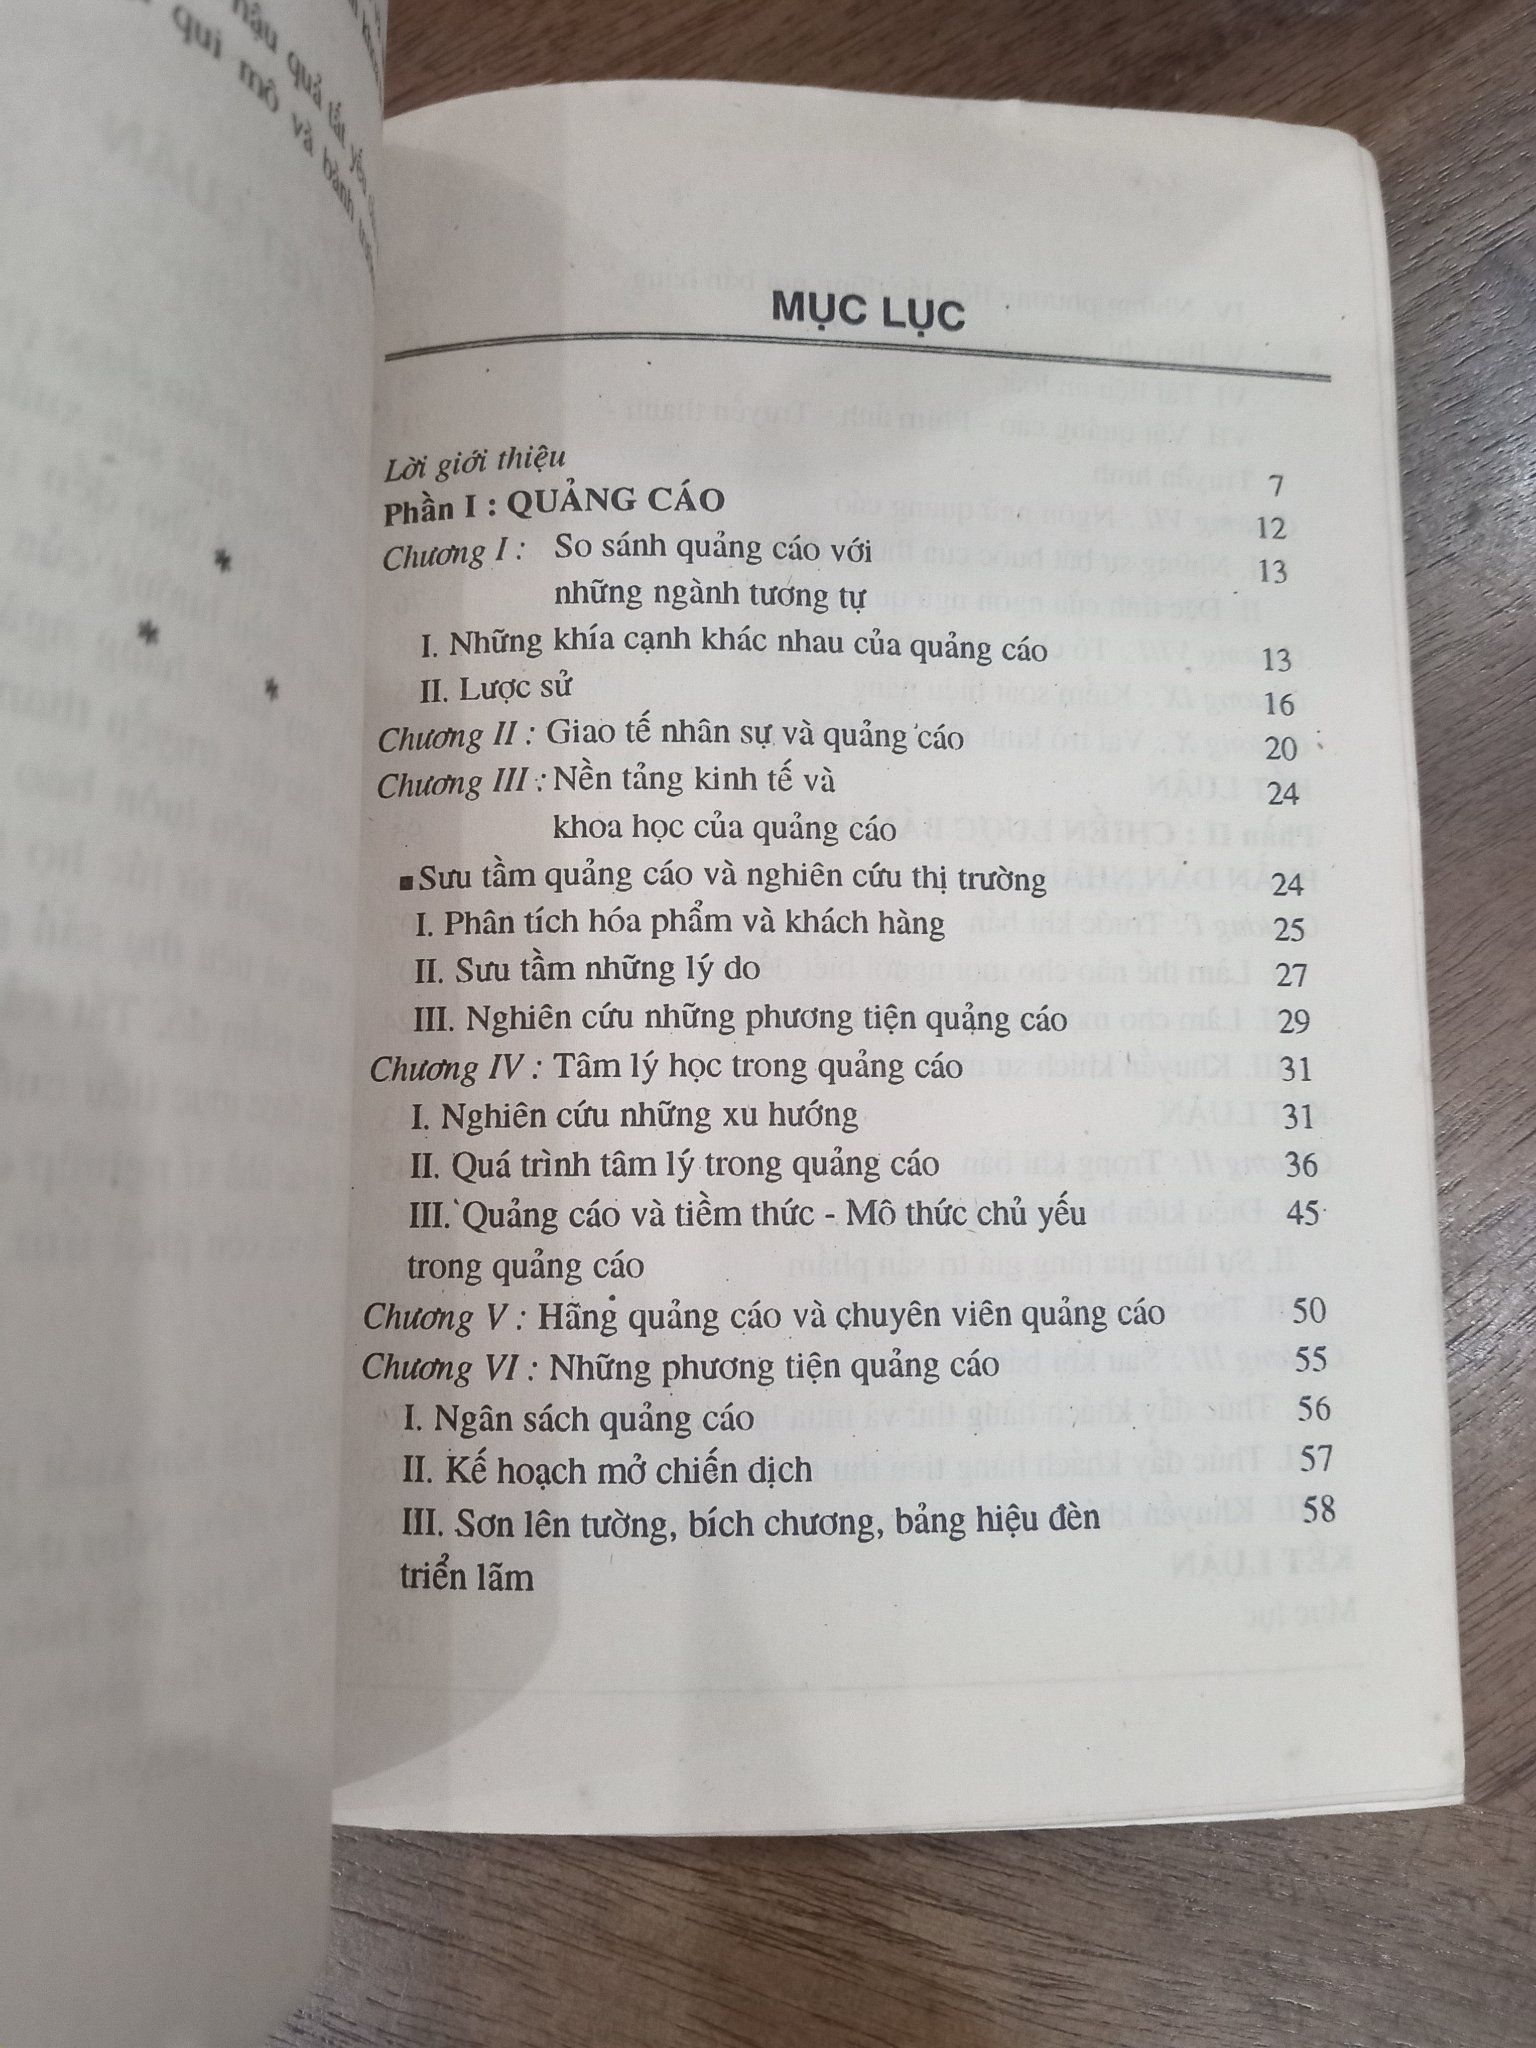 hậu quả tất yếu
qui mô và bành
MỤC LỤC
Lời giới thiệu 7
Phần I : QUẢNG CÁO 12
Chương I : So sánh quảng cáo với 13
những ngành tương tự
I. Những khía cạnh khác nhau của quảng cáo 13
II. Lược sử 16
Chương II : Giao tế nhân sự và quảng cáo 20
Chương III : Nền tảng kinh tế và 24
khoa học của quảng cáo
■ Sưu tầm quảng cáo và nghiên cứu thị trường 24
I. Phân tích hóa phẩm và khách hàng 25
II. Sưu tầm những lý do 27
III. Nghiên cứu những phương tiện quảng cáo 29
Chương IV : Tâm lý học trong quảng cáo 31
I. Nghiên cứu những xu hướng 31
II. Quá trình tâm lý trong quảng cáo 36
III. Quảng cáo và tiềm thức - Mô thức chủ yếu 45
trong quảng cáo
Chương V : Hãng quảng cáo và chuyên viên quảng cáo 50
Chương VI : Những phương tiện quảng cáo 55
I. Ngân sách quảng cáo 56
II. Kế hoạch mở chiến dịch 57
III. Sơn lên tường, bích chương, bảng hiệu đèn 58
triển lãm